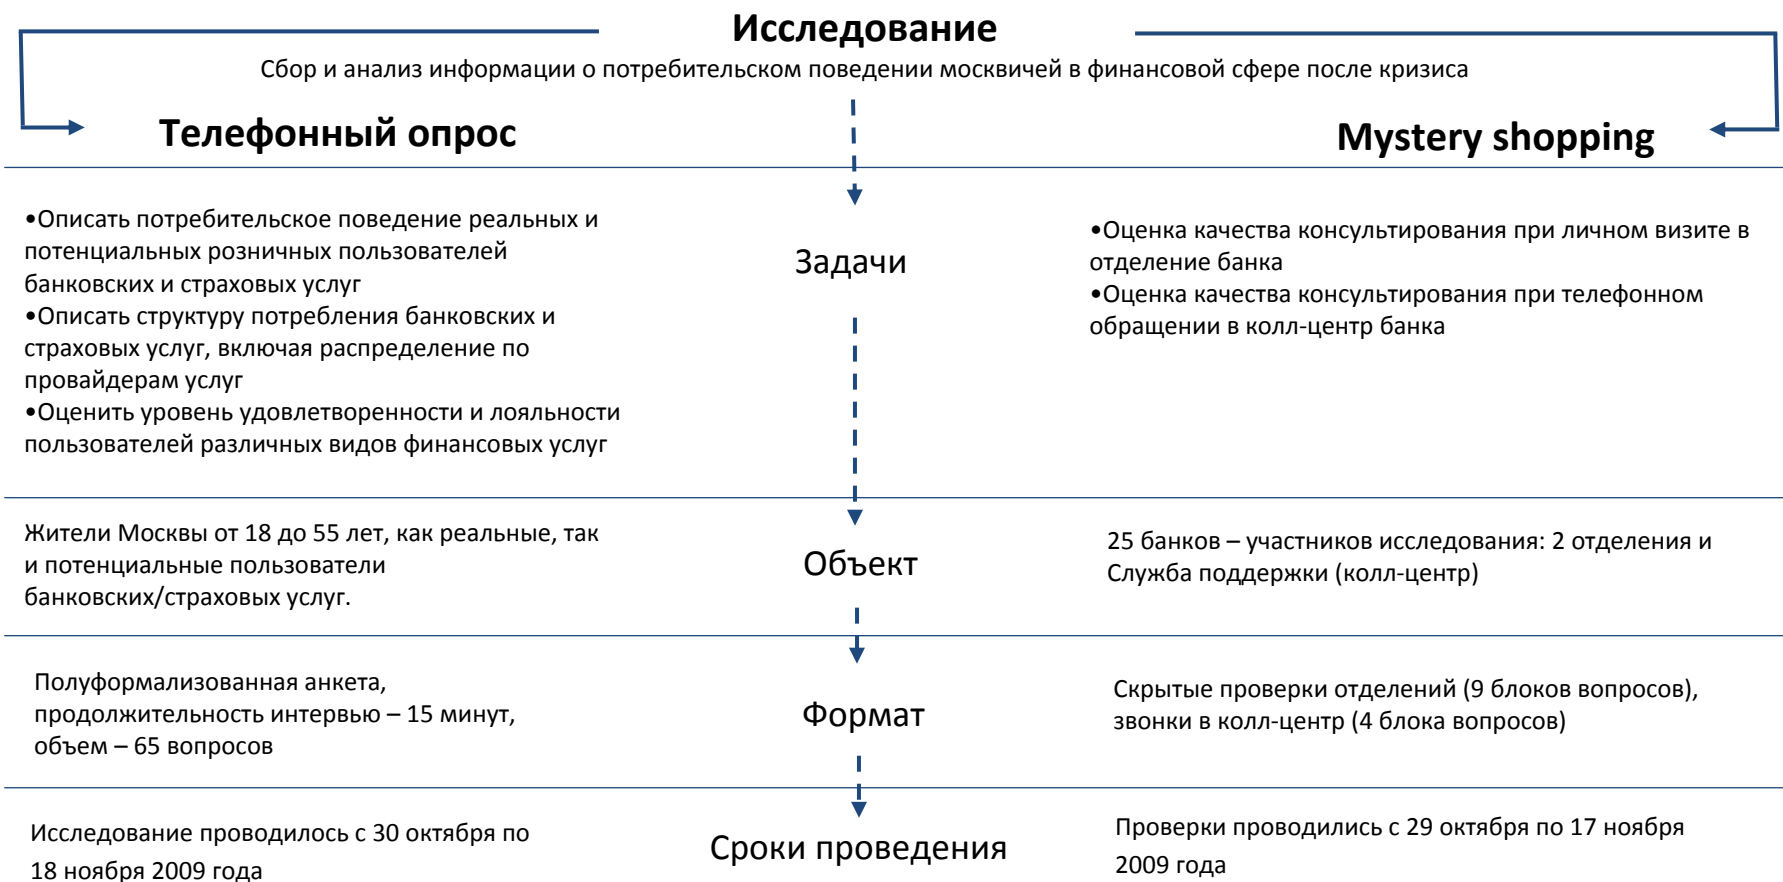 Исследование
Сбор и анализ информации о потребительском поведении москвичей в финансовой сфере после кризиса
Телефонный опрос
Mystery shopping
•Описать потребительское поведение реальных и
потенциальных розничных пользователей
банковских и страховых услуг
•Описать структуру потребления банковских и
страховых услуг, включая распределение по
провайдерам услуг
•Оценить уровень удовлетворенности и лояльности
пользователей различных видов финансовых услуг
Задачи
•Оценка качества консультирования при личном визите в
отделение банка
•Оценка качества консультирования при телефонном
обращении в колл-центр банка
Жители Москвы от 18 до 55 лет, как реальные, так
и потенциальные пользователи
банковских/страховых услуг.
Объект
25 банков – участников исследования: 2 отделения и
Служба поддержки (колл-центр)
Полуформализованная анкета,
продолжительность интервью – 15 минут,
объем – 65 вопросов
Формат
Скрытые проверки отделений (9 блоков вопросов),
звонки в колл-центр (4 блока вопросов)
Исследование проводилось с 30 октября по
18 ноября 2009 года
Сроки проведения
Проверки проводились с 29 октября по 17 ноября
2009 года